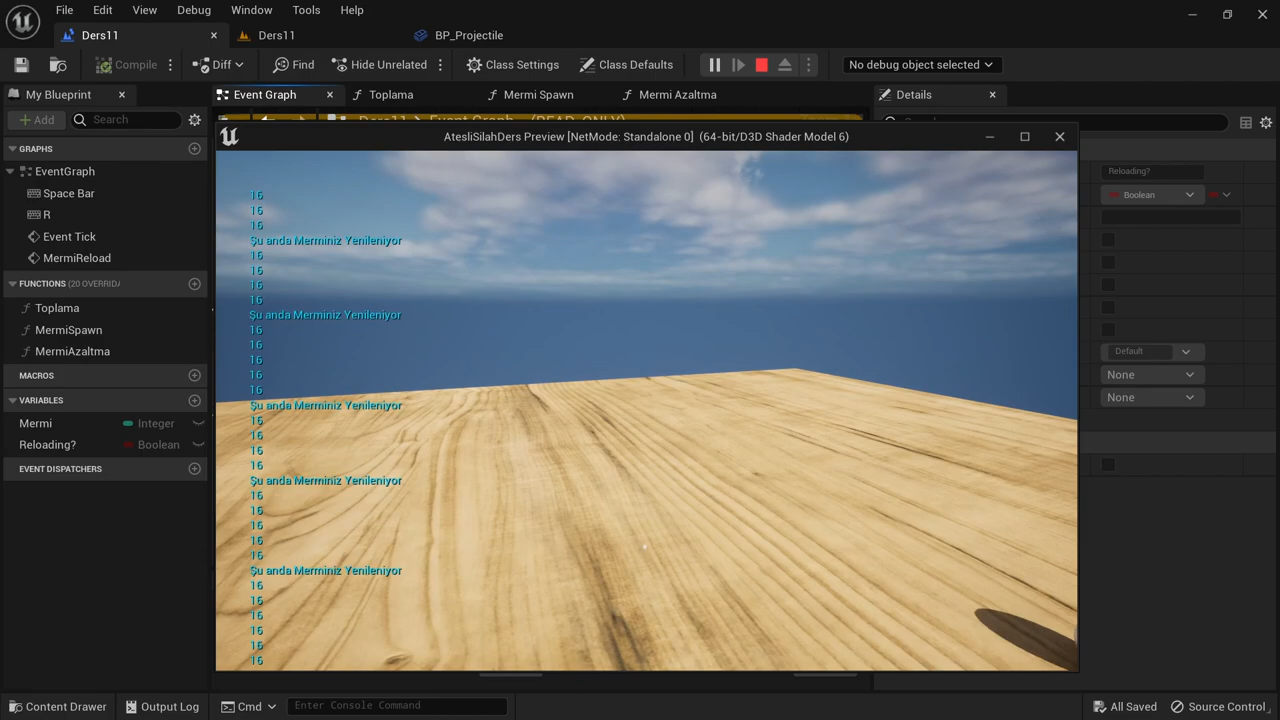 File Edit View Debug Window Tools Help
Ders11 Ders11 BP_Projectile
Compile Diff Find Hide Unrelated Class Settings Class Defaults No debug object selected
My Blueprint Event Graph Toplama Mermi Spawn Mermi Azaltma Details
Add Search
AtesliSilahDers Preview [NetMode: Standalone 0] (64-bit/D3D Shader Model 6)
GRAPHS
EventGraph
Space Bar
R
Event Tick
MermiReload
FUNCTIONS (20 OVERRIDA
Toplama
MermiSpawn
MermiAzaltma
MACROS
VARIABLES
Mermi Integer
Reloading? Boolean
EVENT DISPATCHERS
16
16
16
Şu anda Merminiz Yenileniyor
16
16
16
16
Şu anda Merminiz Yenileniyor
16
16
16
16
16
Şu anda Merminiz Yenileniyor
16
16
16
16
Şu anda Merminiz Yenileniyor
16
16
16
16
16
Şu anda Merminiz Yenileniyor
16
16
16
16
16
16
Reloading?
Boolean
Default
None
None
Content Drawer Output Log Cmd Enter Console Command All Saved Source Control